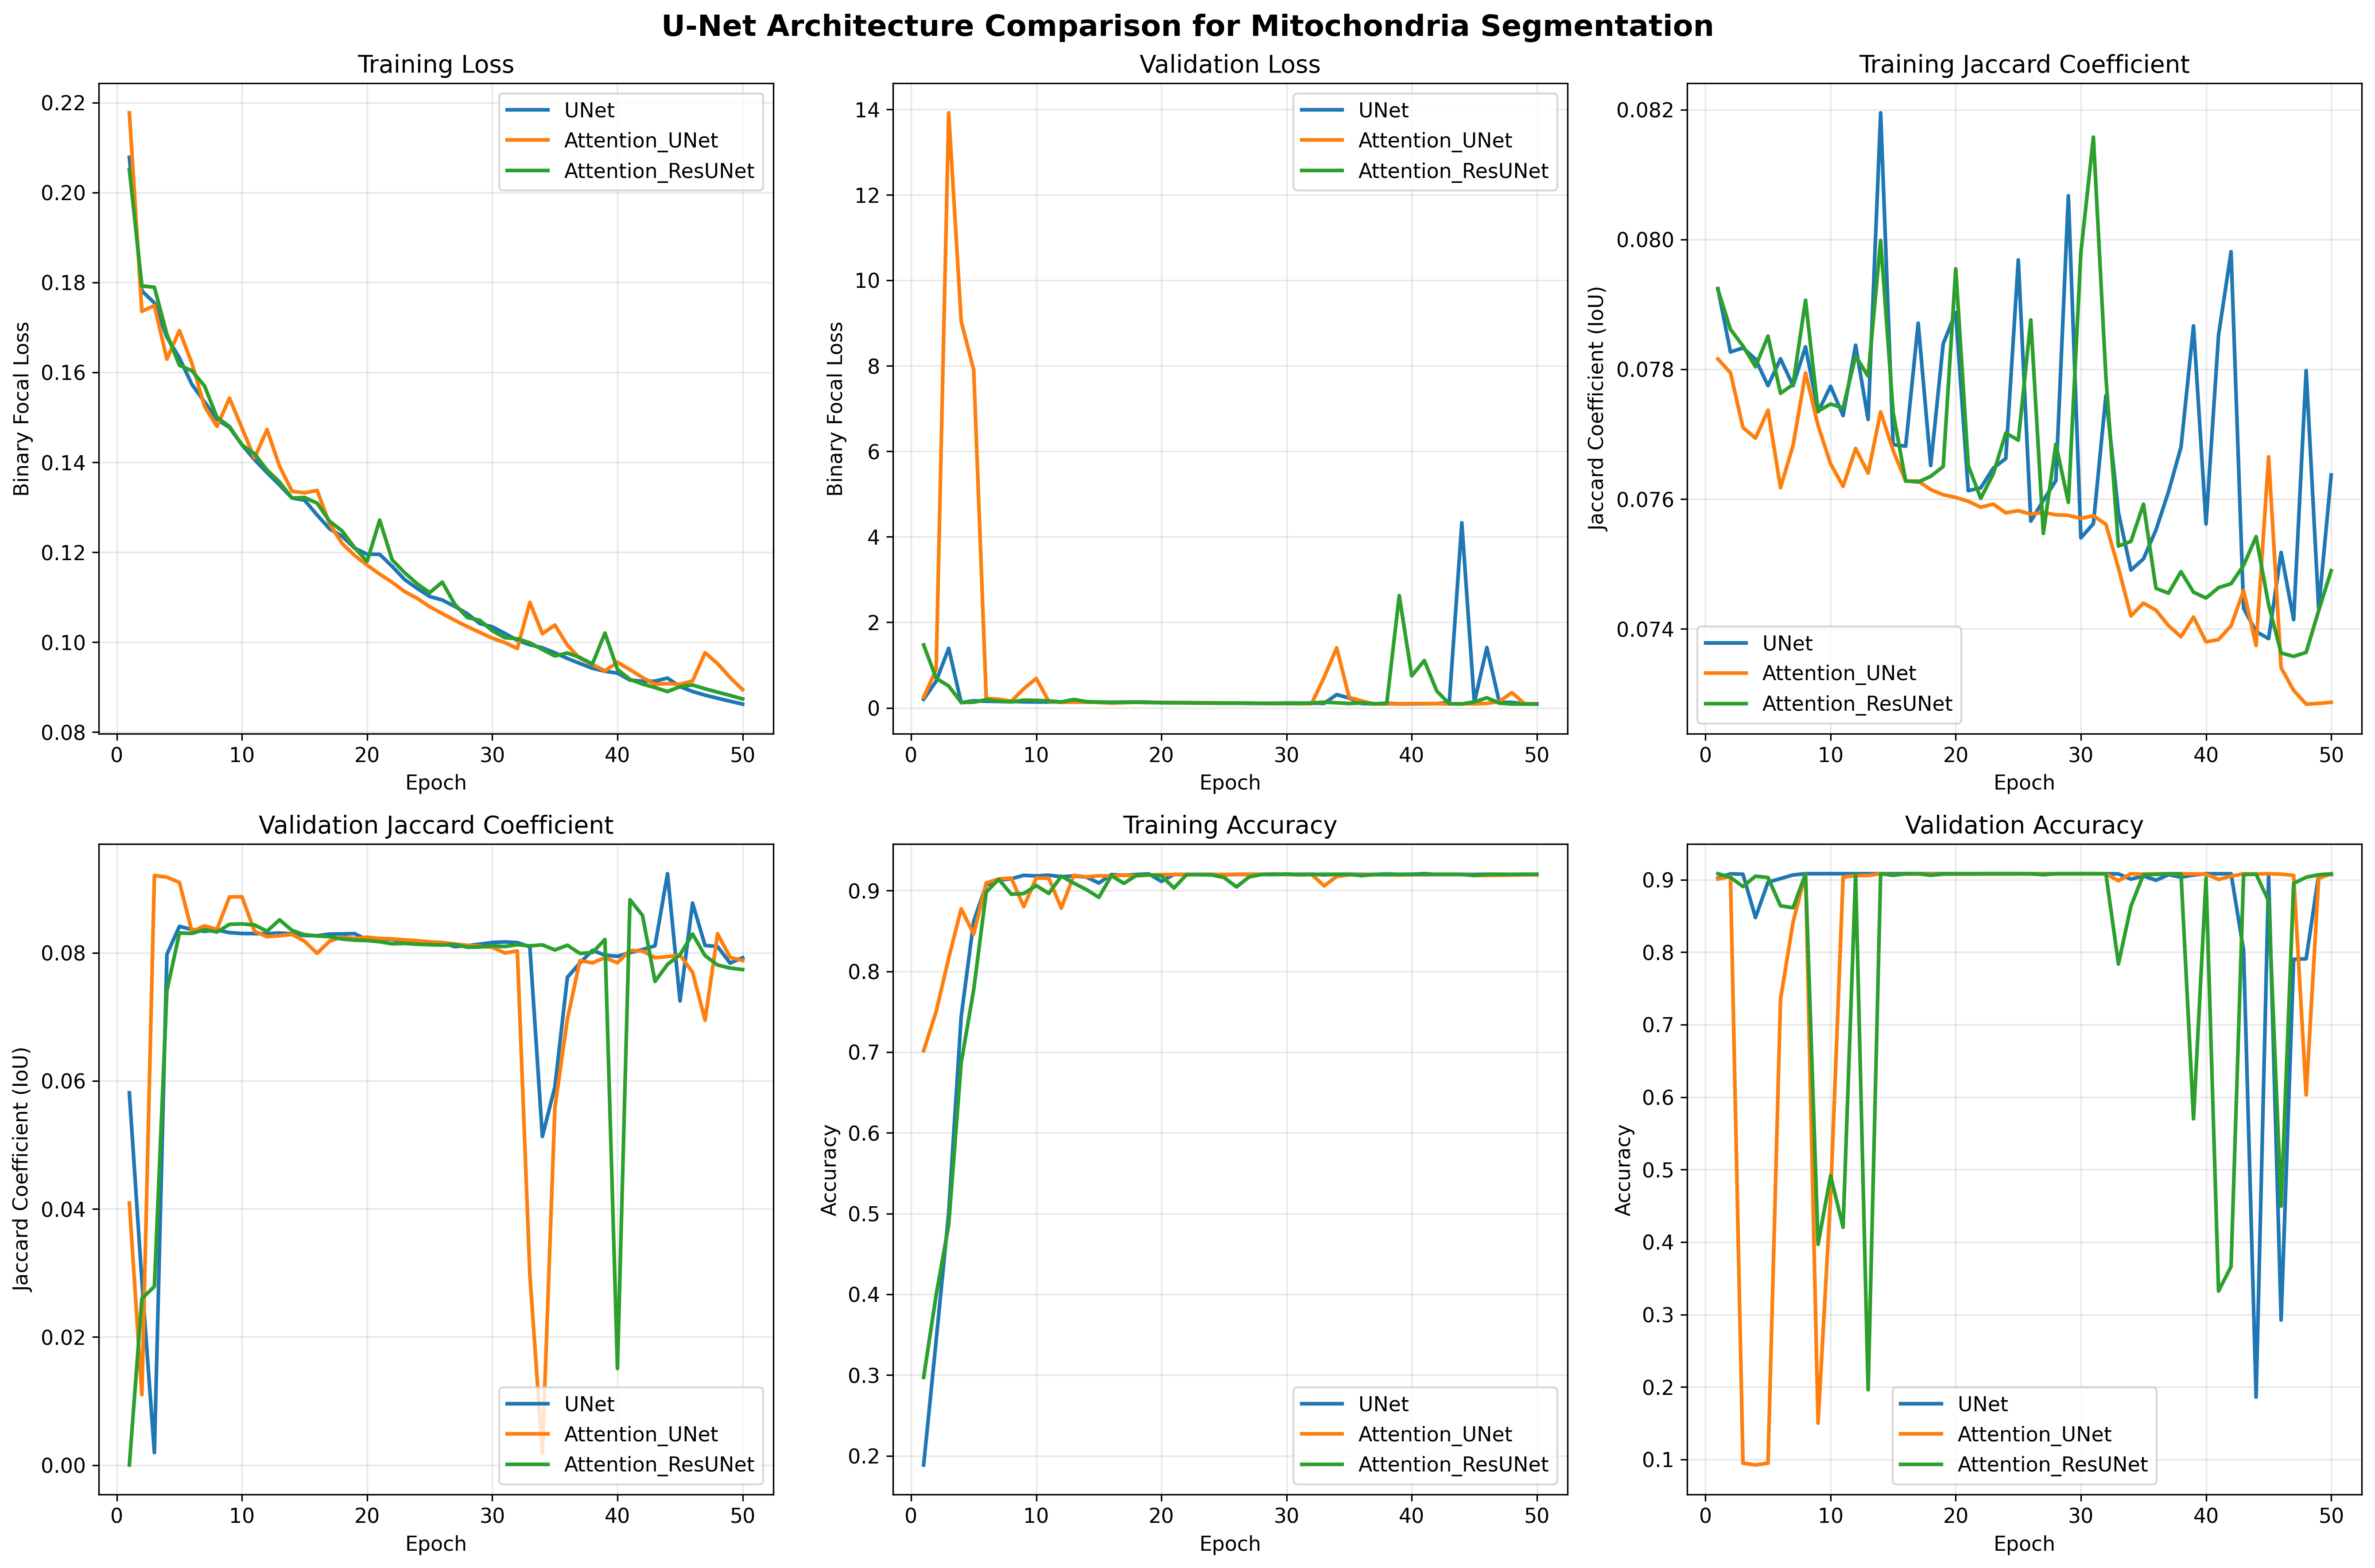 U-Net Architecture Comparison for Mitochondria Segmentation
Training Loss
0.22
0.20
0.18
0.16
0.14
0.12
0.10
0.08
Binary Focal Loss
0 10 20 30 40 50
Epoch
UNet
Attention_UNet
Attention_ResUNet
Validation Loss
14
12
10
8
6
4
2
0
Binary Focal Loss
0 10 20 30 40 50
Epoch
UNet
Attention_UNet
Attention_ResUNet
Training Jaccard Coefficient
0.082
0.080
0.078
0.076
0.074
Jaccard Coefficient (IoU)
0 10 20 30 40 50
Epoch
UNet
Attention_UNet
Attention_ResUNet
Validation Jaccard Coefficient
0.08
0.06
0.04
0.02
0.00
Jaccard Coefficient (IoU)
0 10 20 30 40 50
Epoch
UNet
Attention_UNet
Attention_ResUNet
Training Accuracy
0.9
0.8
0.7
0.6
0.5
0.4
0.3
0.2
Accuracy
0 10 20 30 40 50
Epoch
UNet
Attention_UNet
Attention_ResUNet
Validation Accuracy
0.9
0.8
0.7
0.6
0.5
0.4
0.3
0.2
0.1
Accuracy
0 10 20 30 40 50
Epoch
UNet
Attention_UNet
Attention_ResUNet